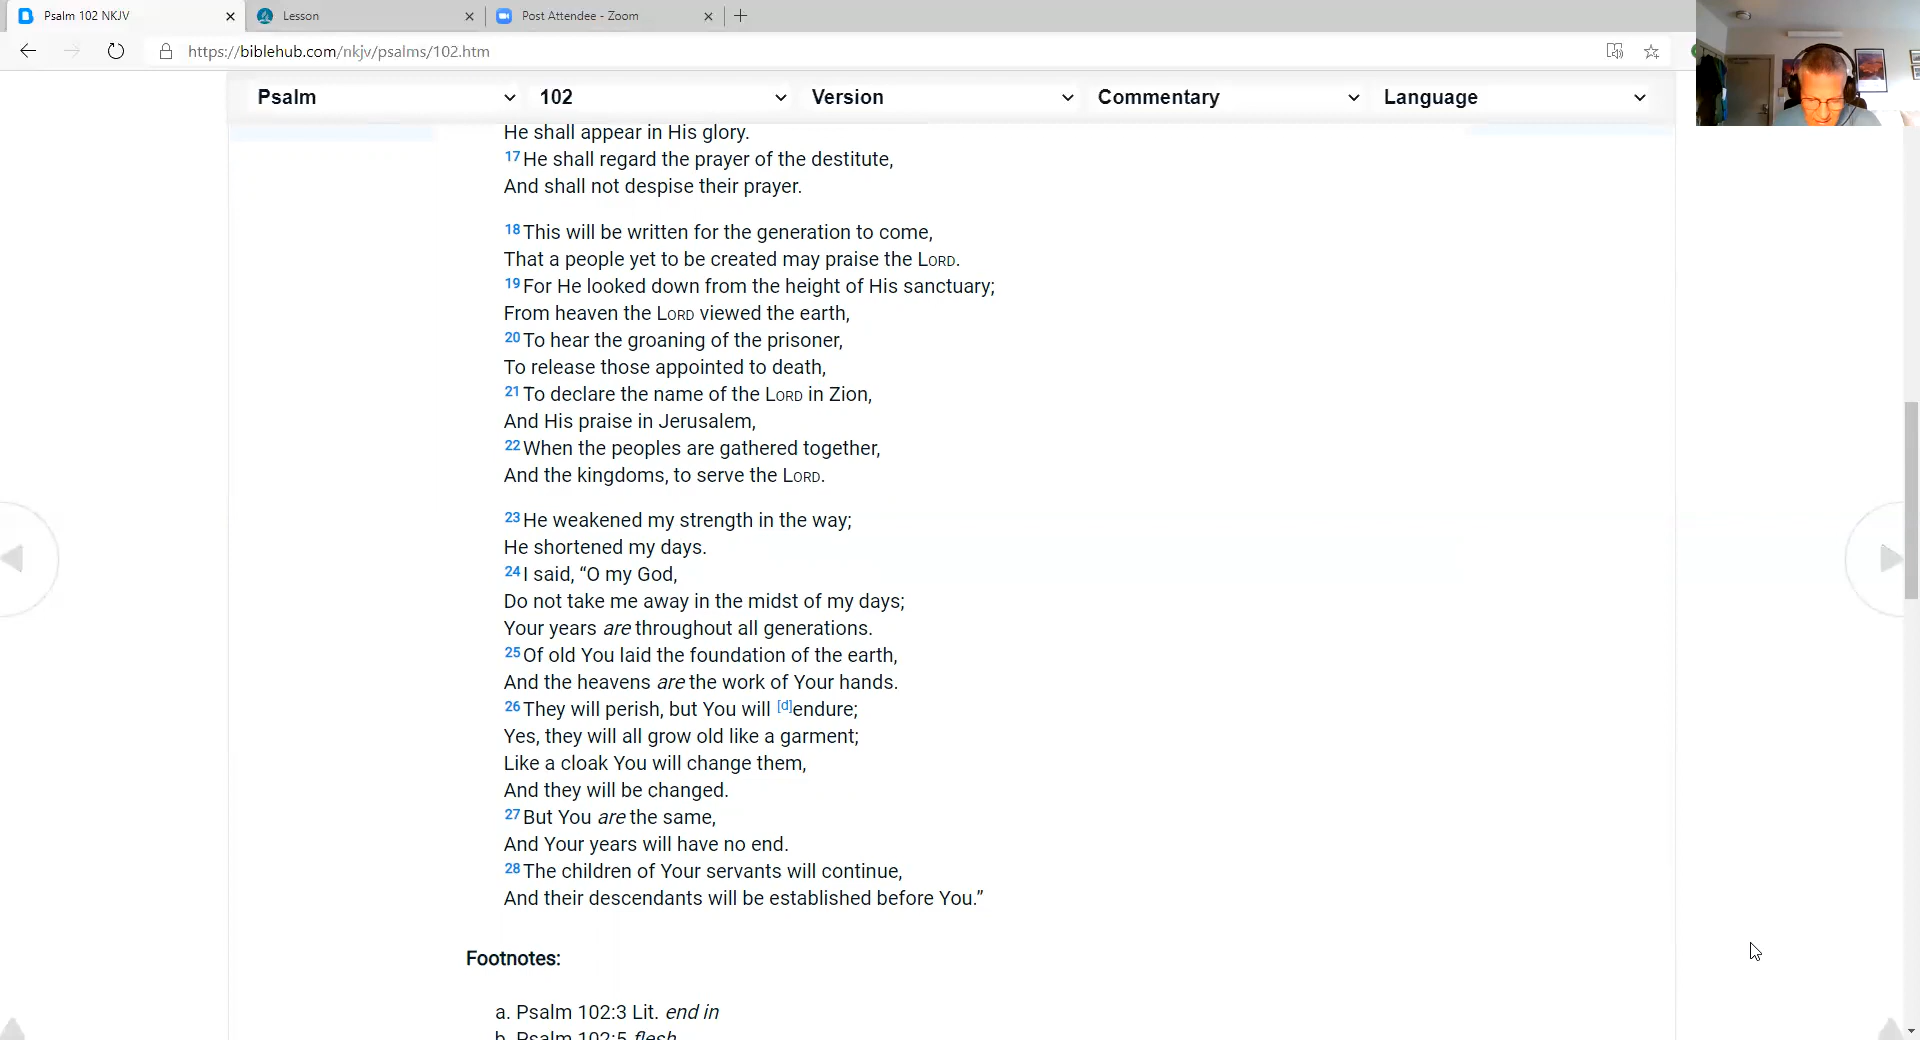 Psalm 102 NKJV
Lesson
Post Attendee - Zoom
https://biblehub.com/nkjv/psalms/102.htm
Psalm 102 Version Commentary Language
He shall appear in His glory.
17 He shall regard the prayer of the destitute,
And shall not despise their prayer.
18 This will be written for the generation to come,
That a people yet to be created may praise the LORD.
19 For He looked down from the height of His sanctuary;
From heaven the LORD viewed the earth,
20 To hear the groaning of the prisoner,
To release those appointed to death,
21 To declare the name of the LORD in Zion,
And His praise in Jerusalem,
22 When the peoples are gathered together,
And the kingdoms, to serve the LORD.
23 He weakened my strength in the way;
He shortened my days.
24 I said, “O my God,
Do not take me away in the midst of my days;
Your years are throughout all generations.
25 Of old You laid the foundation of the earth,
And the heavens are the work of Your hands.
26 They will perish, but You will [d]endure;
Yes, they will all grow old like a garment;
Like a cloak You will change them,
And they will be changed.
27 But You are the same,
And Your years will have no end.
28 The children of Your servants will continue,
And their descendants will be established before You.”
Footnotes:
a. Psalm 102:3 Lit. end in
b. Psalm 102:5 flesh